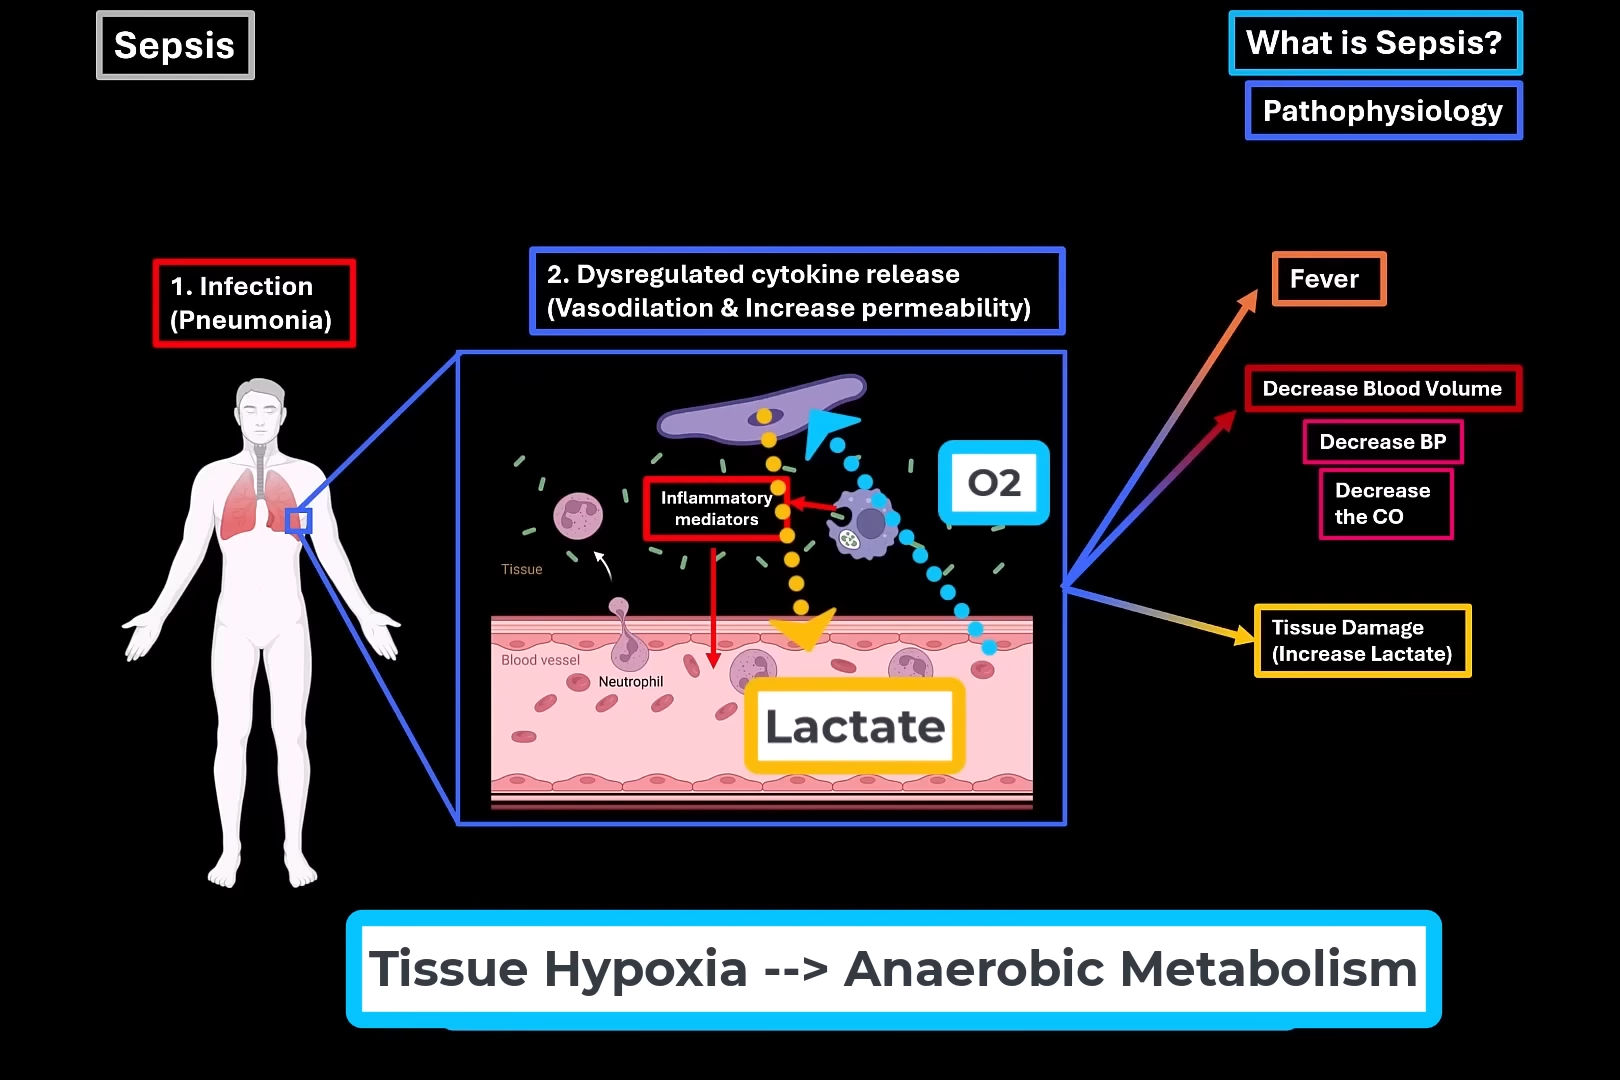 Sepsis
What is Sepsis?
Pathophysiology
1. Infection
(Pneumonia)
2. Dysregulated cytokine release
(Vasodilation & Increase permeability)
Fever
Decrease Blood Volume
Decrease BP
Decrease
the CO
Tissue Damage
(Increase Lactate)
O2
Inflammatory
mediators
Tissue
Blood vessel
Neutrophil
Lactate
Tissue Hypoxia --> Anaerobic Metabolism